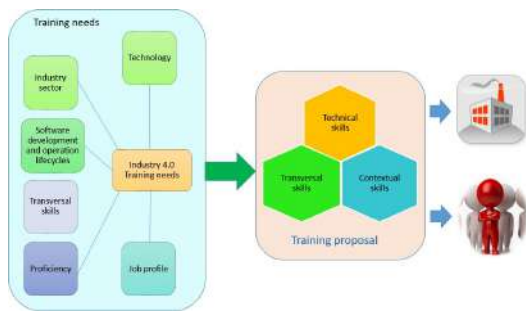 Training needs
Technology
Industry
sector
Software
development
and operation
lifecycles
Industry 4.0
Training needs
Transversal
skills
Proficiency
Job profile
Technical
skills
Transversal
skills
Contextual
skills
Training proposal